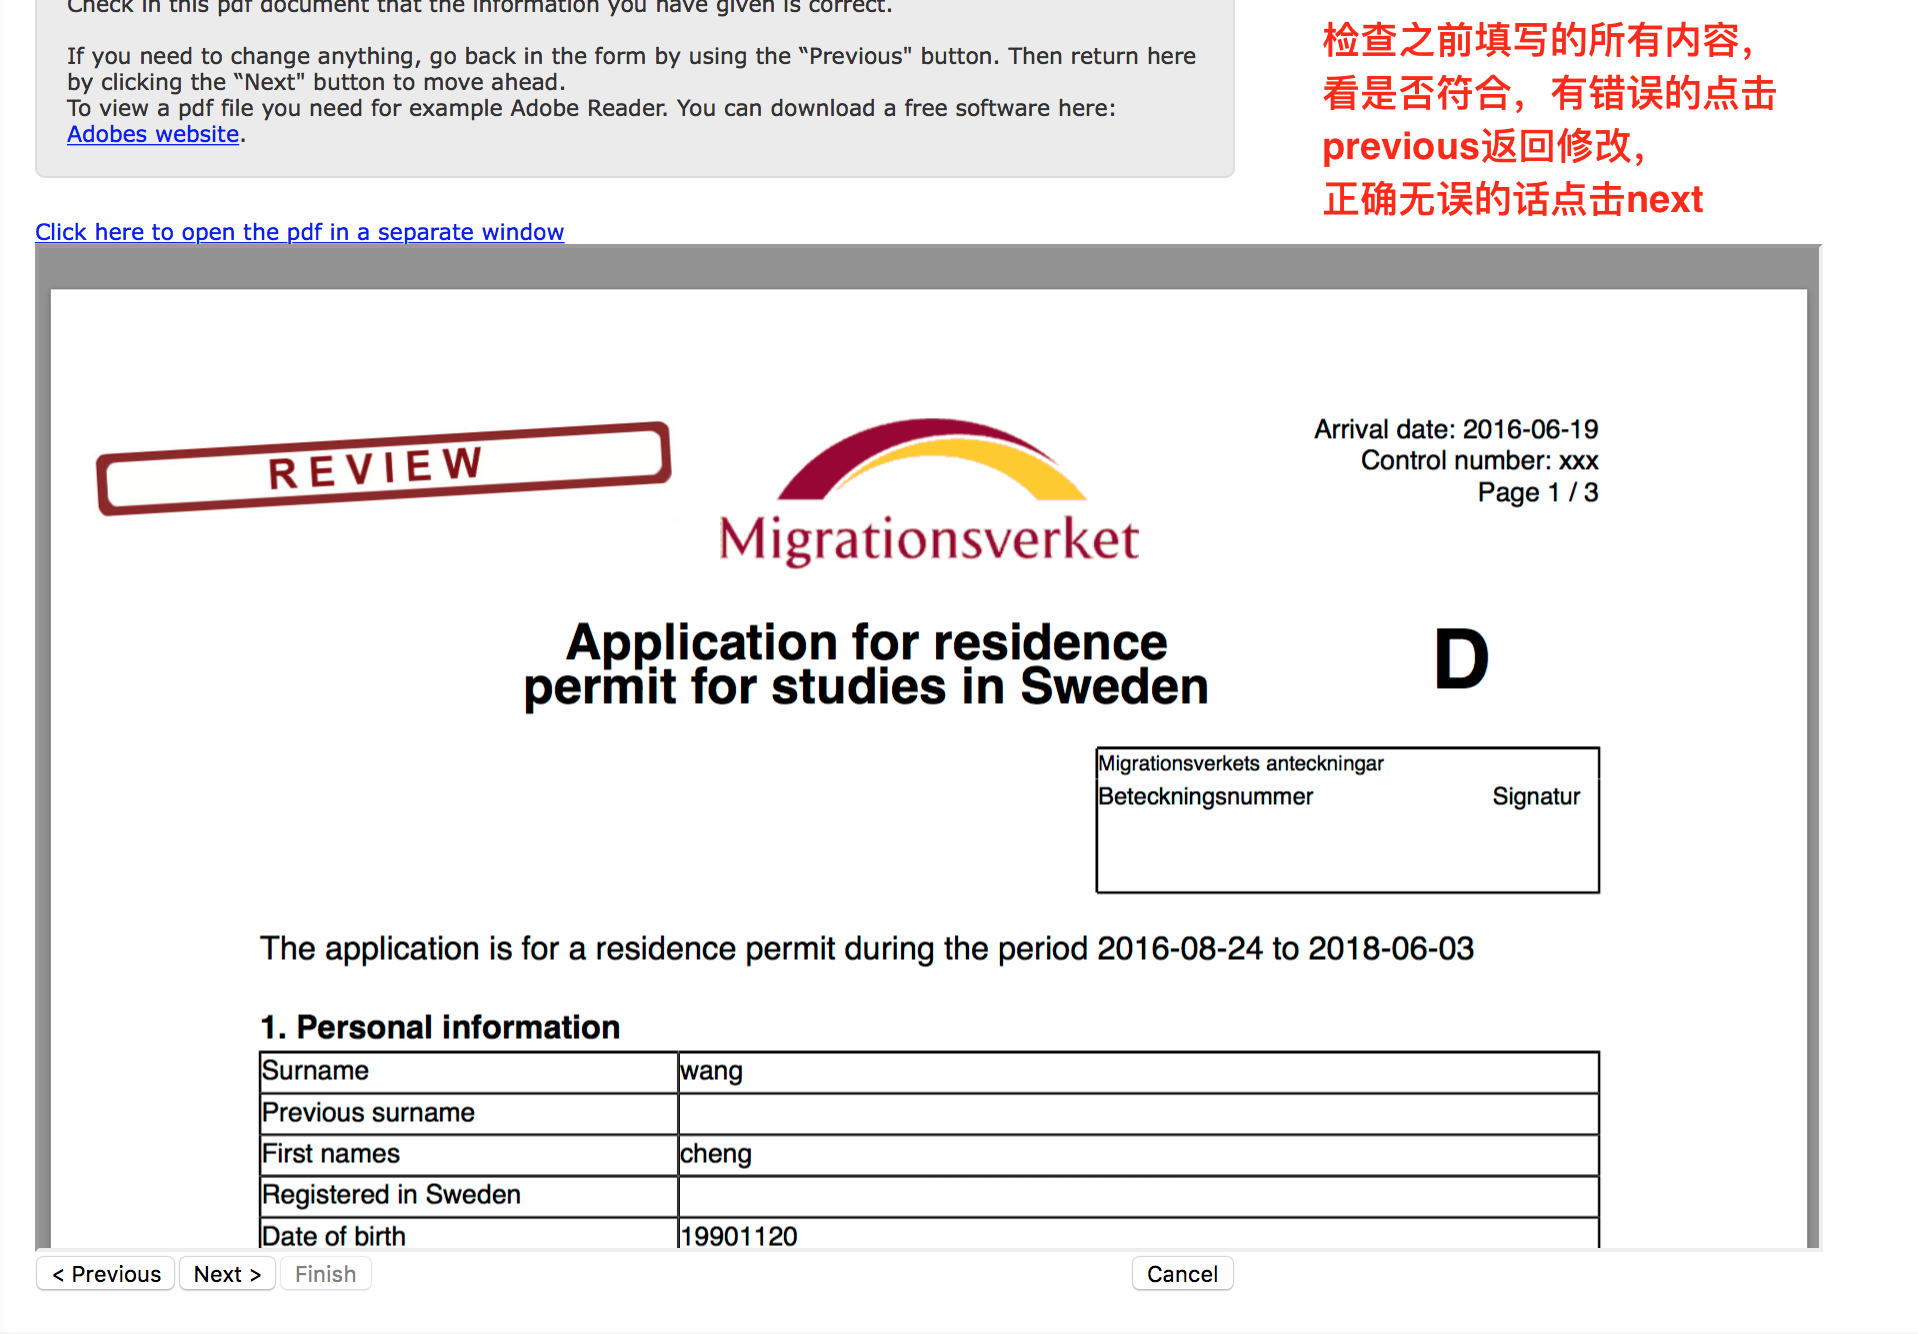 Check in this pdf document that the information you have given is correct.
If you need to change anything, go back in the form by using the “Previous" button. Then return here
by clicking the “Next" button to move ahead.
To view a pdf file you need for example Adobe Reader. You can download a free software here:
Adobes website.
检查之前填写的所有内容，
看是否符合，有错误的点击
previous返回修改，
正确无误的话点击next
Click here to open the pdf in a separate window
REVIEW
Migrationsverket
Arrival date: 2016-06-19
Control number: xxx
Page 1 / 3
Application for residence
permit for studies in Sweden
D
Migrationsverkets anteckningar
Beteckningsnummer Signatur
The application is for a residence permit during the period 2016-08-24 to 2018-06-03
1. Personal information
Surname wang
Previous surname
First names cheng
Registered in Sweden
Date of birth 19901120
< Previous Next > Finish Cancel